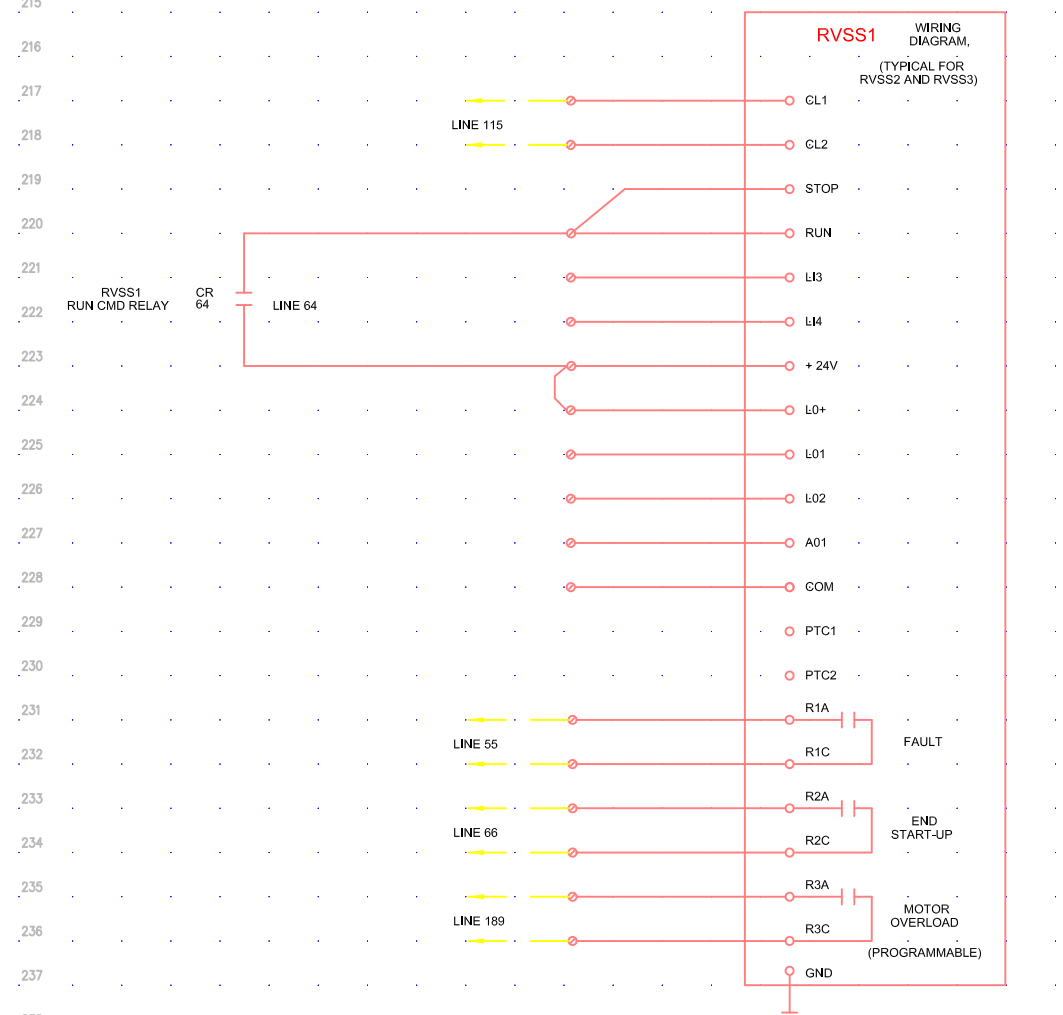 215
RVSS1
WIRING
DIAGRAM,
216
(TYPICAL FOR
RVSS2 AND RVSS3)
217
CL1
LINE 115
218
CL2
219
STOP
220
RUN
221
LI3
RVSS1
RUN CMD RELAY
CR
64
LINE 64
222
LI4
223
+ 24V
224
L0+
225
L01
226
L02
227
A01
228
COM
229
PTC1
230
PTC2
231
R1A
LINE 55
FAULT
232
R1C
233
R2A
LINE 66
END
START-UP
234
R2C
235
R3A
LINE 189
MOTOR
OVERLOAD
236
R3C
(PROGRAMMABLE)
237
GND